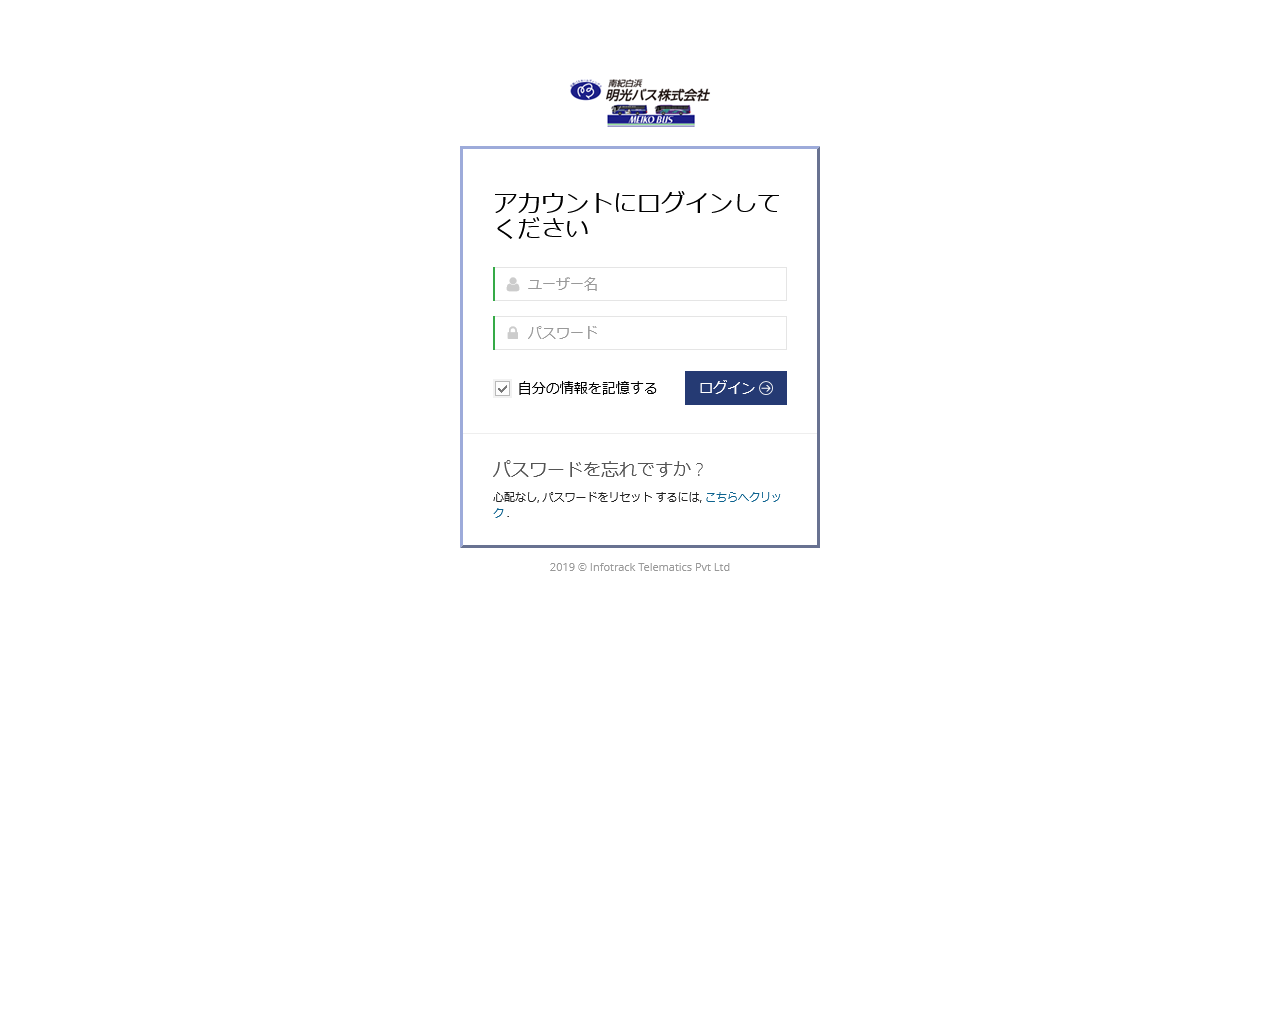 南紀白浜
明光バス株式会社
MEIKO BUS
アカウントにログインして
ください
ユーザー名
パスワード
自分の情報を記憶する
ログイン
パスワードを忘れですか ?
心配なし, パスワードをリセット するには, こちらへクリッ
ク .
2019 © Infotrack Telematics Pvt Ltd